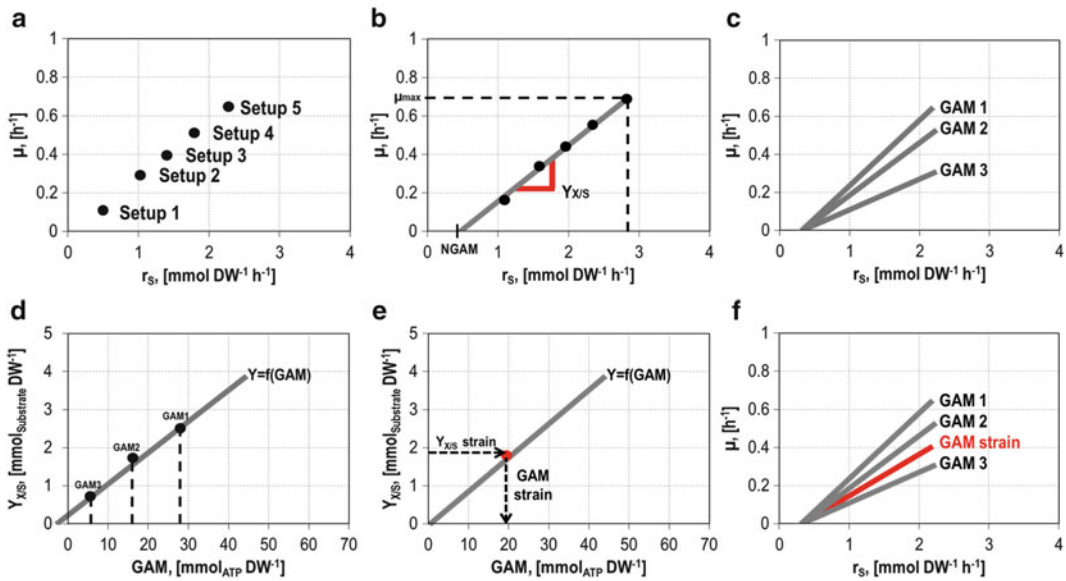 a
1
0.8
0.6
0.4
0.2
0
0 1 2 3 4
μ, [h⁻¹]
rS, [mmol DW⁻¹ h⁻¹]
Setup 5
Setup 4
Setup 3
Setup 2
Setup 1
b
1
0.8
0.6
0.4
0.2
0
0 1 2 3 4
μ, [h⁻¹]
rS, [mmol DW⁻¹ h⁻¹]
μmax
YX/S
NGAM
c
1
0.8
0.6
0.4
0.2
0
0 1 2 3 4
μ, [h⁻¹]
rS, [mmol DW⁻¹ h⁻¹]
GAM 1
GAM 2
GAM 3
d
5
4
3
2
1
0
0 10 20 30 40 50 60 70
YX/S, [mmolSubstrate DW⁻¹]
GAM, [mmolATP DW⁻¹]
Y=f(GAM)
GAM1
GAM2
GAM3
e
5
4
3
2
1
0
0 10 20 30 40 50 60 70
YX/S, [mmolSubstrate DW⁻¹]
GAM, [mmolATP DW⁻¹]
Y=f(GAM)
YX/S strain
GAM
strain
f
1
0.8
0.6
0.4
0.2
0
0 1 2 3 4
μ, [h⁻¹]
rS, [mmol DW⁻¹ h⁻¹]
GAM 1
GAM 2
GAM strain
GAM 3